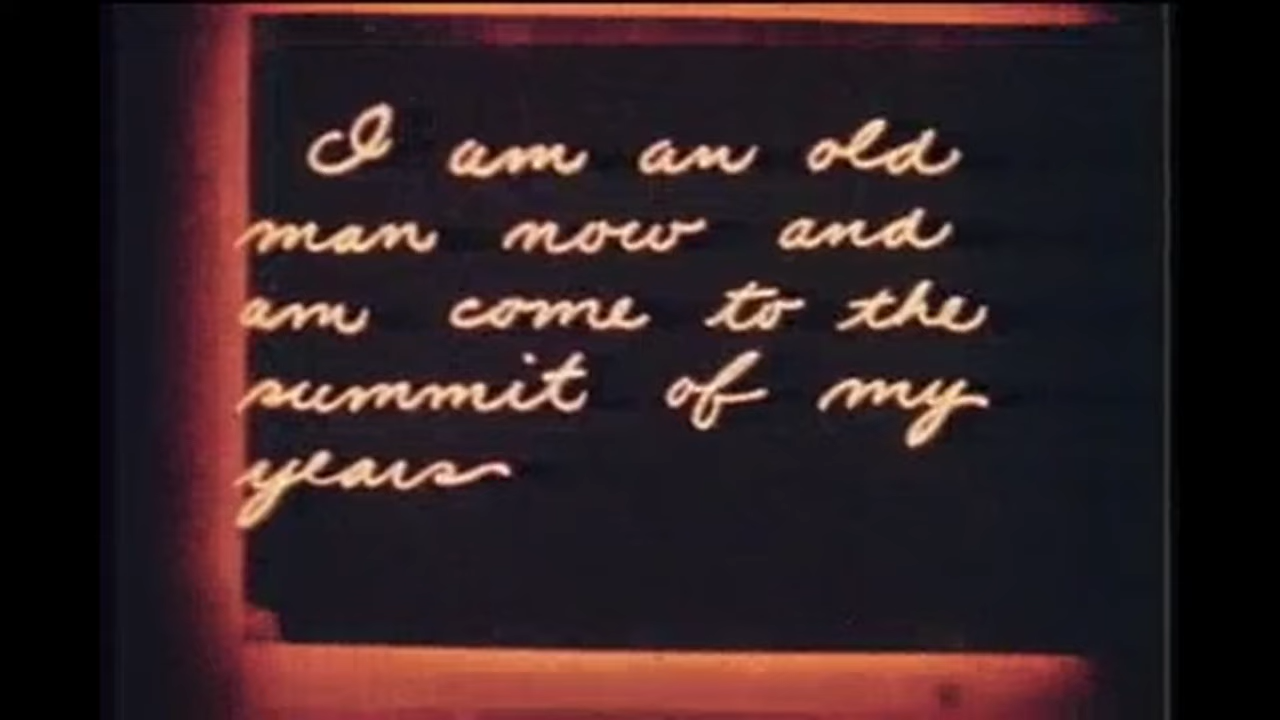 I am an old
man now and
am come to the
summit of my
years